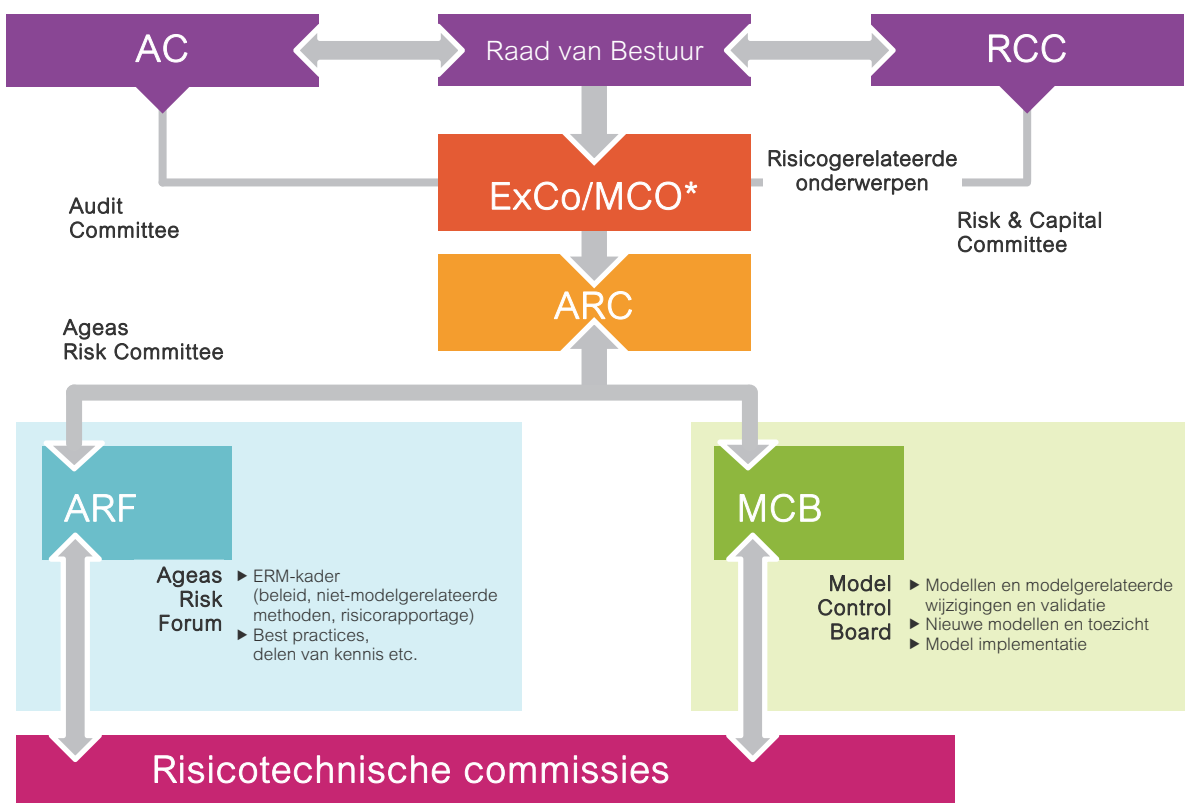 AC
Raad van Bestuur
RCC
Risicogerelateerde
onderwerpen
ExCo/MCO*
Audit
Committee
Risk & Capital
Committee
ARC
Ageas
Risk Committee
ARF
Ageas
Risk
Forum
ERM-kader
(beleid, niet-modelgerelateerde
methoden, risicorapportage)
Best practices,
delen van kennis etc.
MCB
Model
Control
Board
Modellen en modelgerelateerde
wijzigingen en validatie
Nieuwe modellen en toezicht
Model implementatie
Risicotechnische commissies